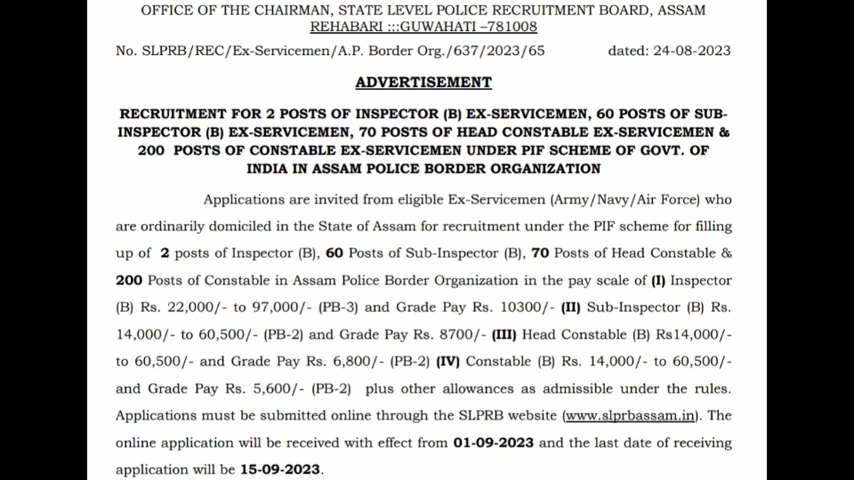 OFFICE OF THE CHAIRMAN, STATE LEVEL POLICE RECRUITMENT BOARD, ASSAM
REHABARI :::GUWAHATI –781008
No. SLPRB/REC/Ex-Servicemen/A.P. Border Org./637/2023/65 dated: 24-08-2023
ADVERTISEMENT
RECRUITMENT FOR 2 POSTS OF INSPECTOR (B) EX-SERVICEMEN, 60 POSTS OF SUB-
INSPECTOR (B) EX-SERVICEMEN, 70 POSTS OF HEAD CONSTABLE EX-SERVICEMEN &
200 POSTS OF CONSTABLE EX-SERVICEMEN UNDER PIF SCHEME OF GOVT. OF
INDIA IN ASSAM POLICE BORDER ORGANIZATION
Applications are invited from eligible Ex-Servicemen (Army/Navy/Air Force) who
are ordinarily domiciled in the State of Assam for recruitment under the PIF scheme for filling
up of 2 posts of Inspector (B), 60 Posts of Sub-Inspector (B), 70 Posts of Head Constable &
200 Posts of Constable in Assam Police Border Organization in the pay scale of (I) Inspector
(B) Rs. 22,000/- to 97,000/- (PB-3) and Grade Pay Rs. 10300/- (II) Sub-Inspector (B) Rs.
14,000/- to 60,500/- (PB-2) and Grade Pay Rs. 8700/- (III) Head Constable (B) Rs14,000/-
to 60,500/- and Grade Pay Rs. 6,800/- (PB-2) (IV) Constable (B) Rs. 14,000/- to 60,500/-
and Grade Pay Rs. 5,600/- (PB-2) plus other allowances as admissible under the rules.
Applications must be submitted online through the SLPRB website (www.slprbassam.in). The
online application will be received with effect from 01-09-2023 and the last date of receiving
application will be 15-09-2023.